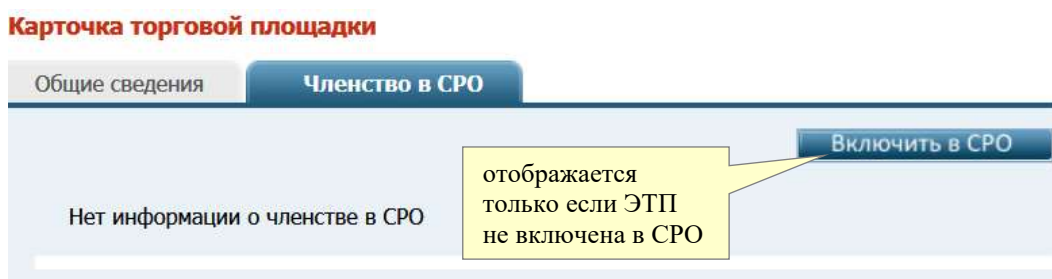 Карточка торговой площадки
Общие сведения
Членство в СРО
Включить в СРО
отображается
только если ЭТП
не включена в СРО
Нет информации о членстве в СРО